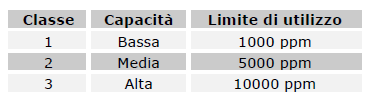 Classe Capacità Limite di utilizzo
1 Bassa 1000 ppm
2 Media 5000 ppm
3 Alta 10000 ppm